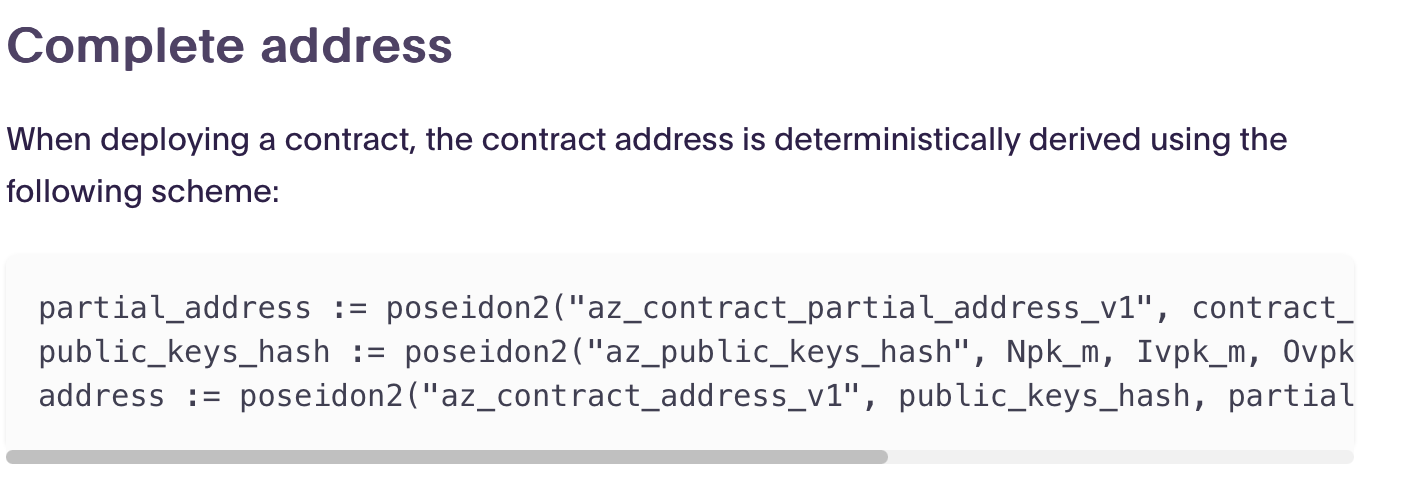 Complete address
When deploying a contract, the contract address is deterministically derived using the
following scheme:
partial_address := poseidon2("az_contract_partial_address_v1", contract_
public_keys_hash := poseidon2("az_public_keys_hash", Npk_m, Ivpk_m, Ovpk
address := poseidon2("az_contract_address_v1", public_keys_hash, partial